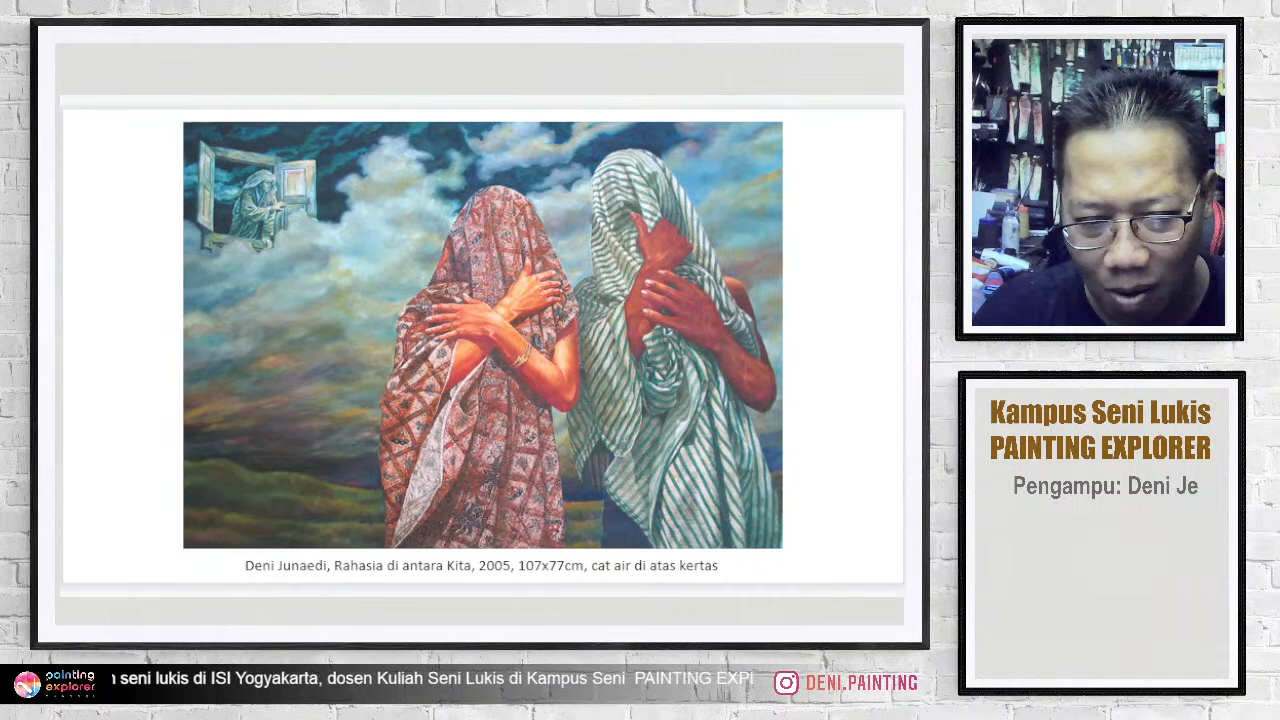 Deni Junaedi, Rahasia di antara Kita, 2005, 107x77cm, cat air di atas kertas
Kampus Seni Lukis
PAINTING EXPLORER
Pengampu: Deni Je
painting
explorer
CHANNEL
seni lukis di ISI Yogyakarta, dosen Kuliah Seni Lukis di Kampus Seni PAINTING EXPI
DENI.PAINTING